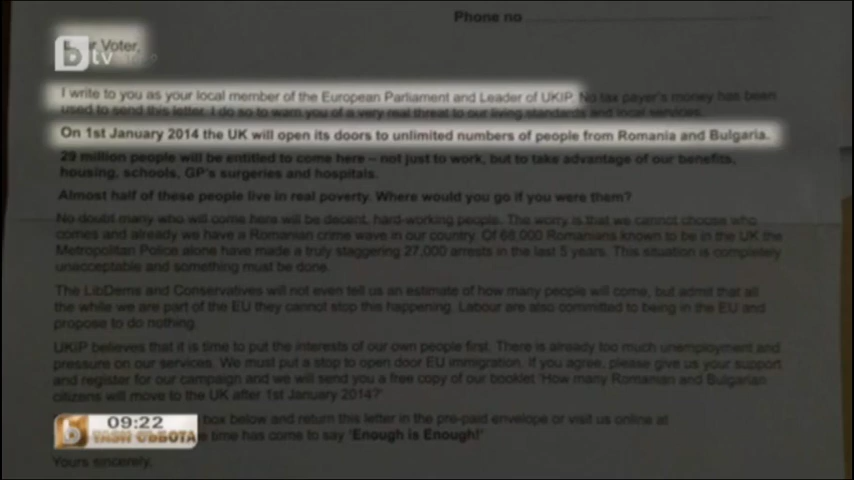 Phone no
Voter,
btv
I write to you as your local member of the European Parliament and Leader of UKIP. No tax payer's money has been
used to send this letter. I do so to warn you of a very real threat to our living standards and local services.
On 1st January 2014 the UK will open its doors to unlimited numbers of people from Romania and Bulgaria.
29 million people will be entitled to come here – not just to work, but to take advantage of our benefits,
housing, schools, GP's surgeries and hospitals.
Almost half of these people live in real poverty. Where would you go if you were them?
No doubt many who will come here will be decent, hard-working people. The worry is that we cannot choose who
comes and already we have a Romanian crime wave in our country. Of 68,000 Romanians known to be in the UK the
Metropolitan Police alone have made a truly staggering 27,000 arrests in the last 5 years. This situation is completely
unacceptable and something must be done.
The LibDems and Conservatives will not even tell us an estimate of how many people will come, but admit that all
the while we are part of the EU they cannot stop this happening. Labour are also committed to being in the EU and
propose to do nothing.
UKIP believes that it is time to put the interests of our own people first. There is already too much unemployment and
pressure on our services. We must put a stop to open door EU immigration. If you agree, please give us your support
and register for our campaign and we will send you a free copy of our booklet 'How many Romanian and Bulgarian
citizens will move to the UK after 1st January 2014?'
09:22
box below and return this letter in the pre-paid envelope or visit us online at
ТАЗИ СЪБОТА
time has come to say 'Enough is Enough!'
Yours sincerely,